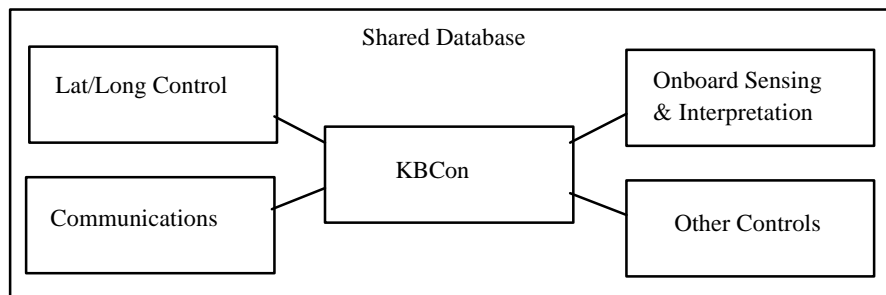 Shared Database
Lat/Long Control
Onboard Sensing
& Interpretation
KBCon
Communications
Other Controls